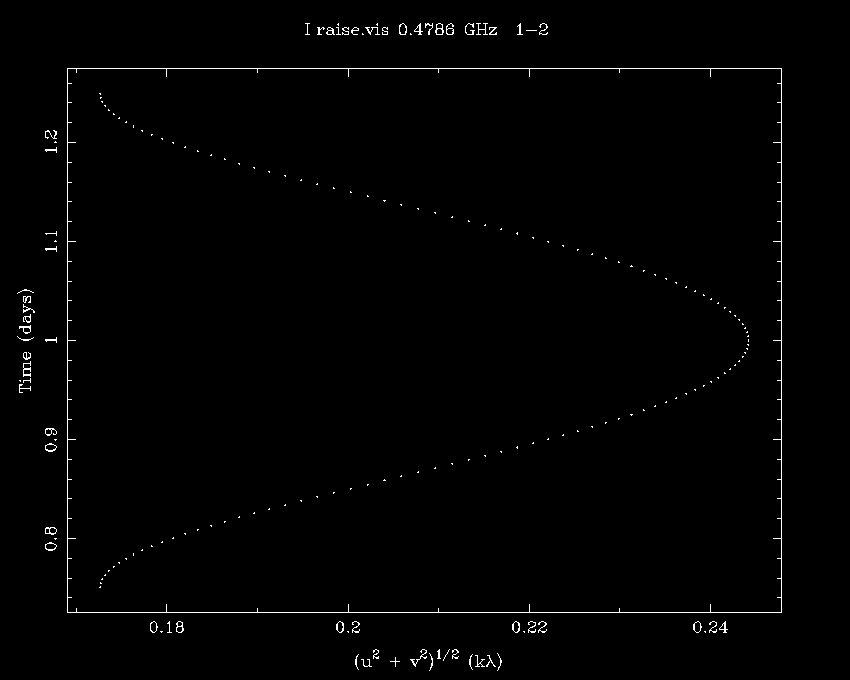 I raise.vis 0.4786 GHz 1-2
1.2
1.1
1
0.9
0.8
Time (days)
0.18 0.2 0.22 0.24
(u² + v²)^1/2 (kλ)